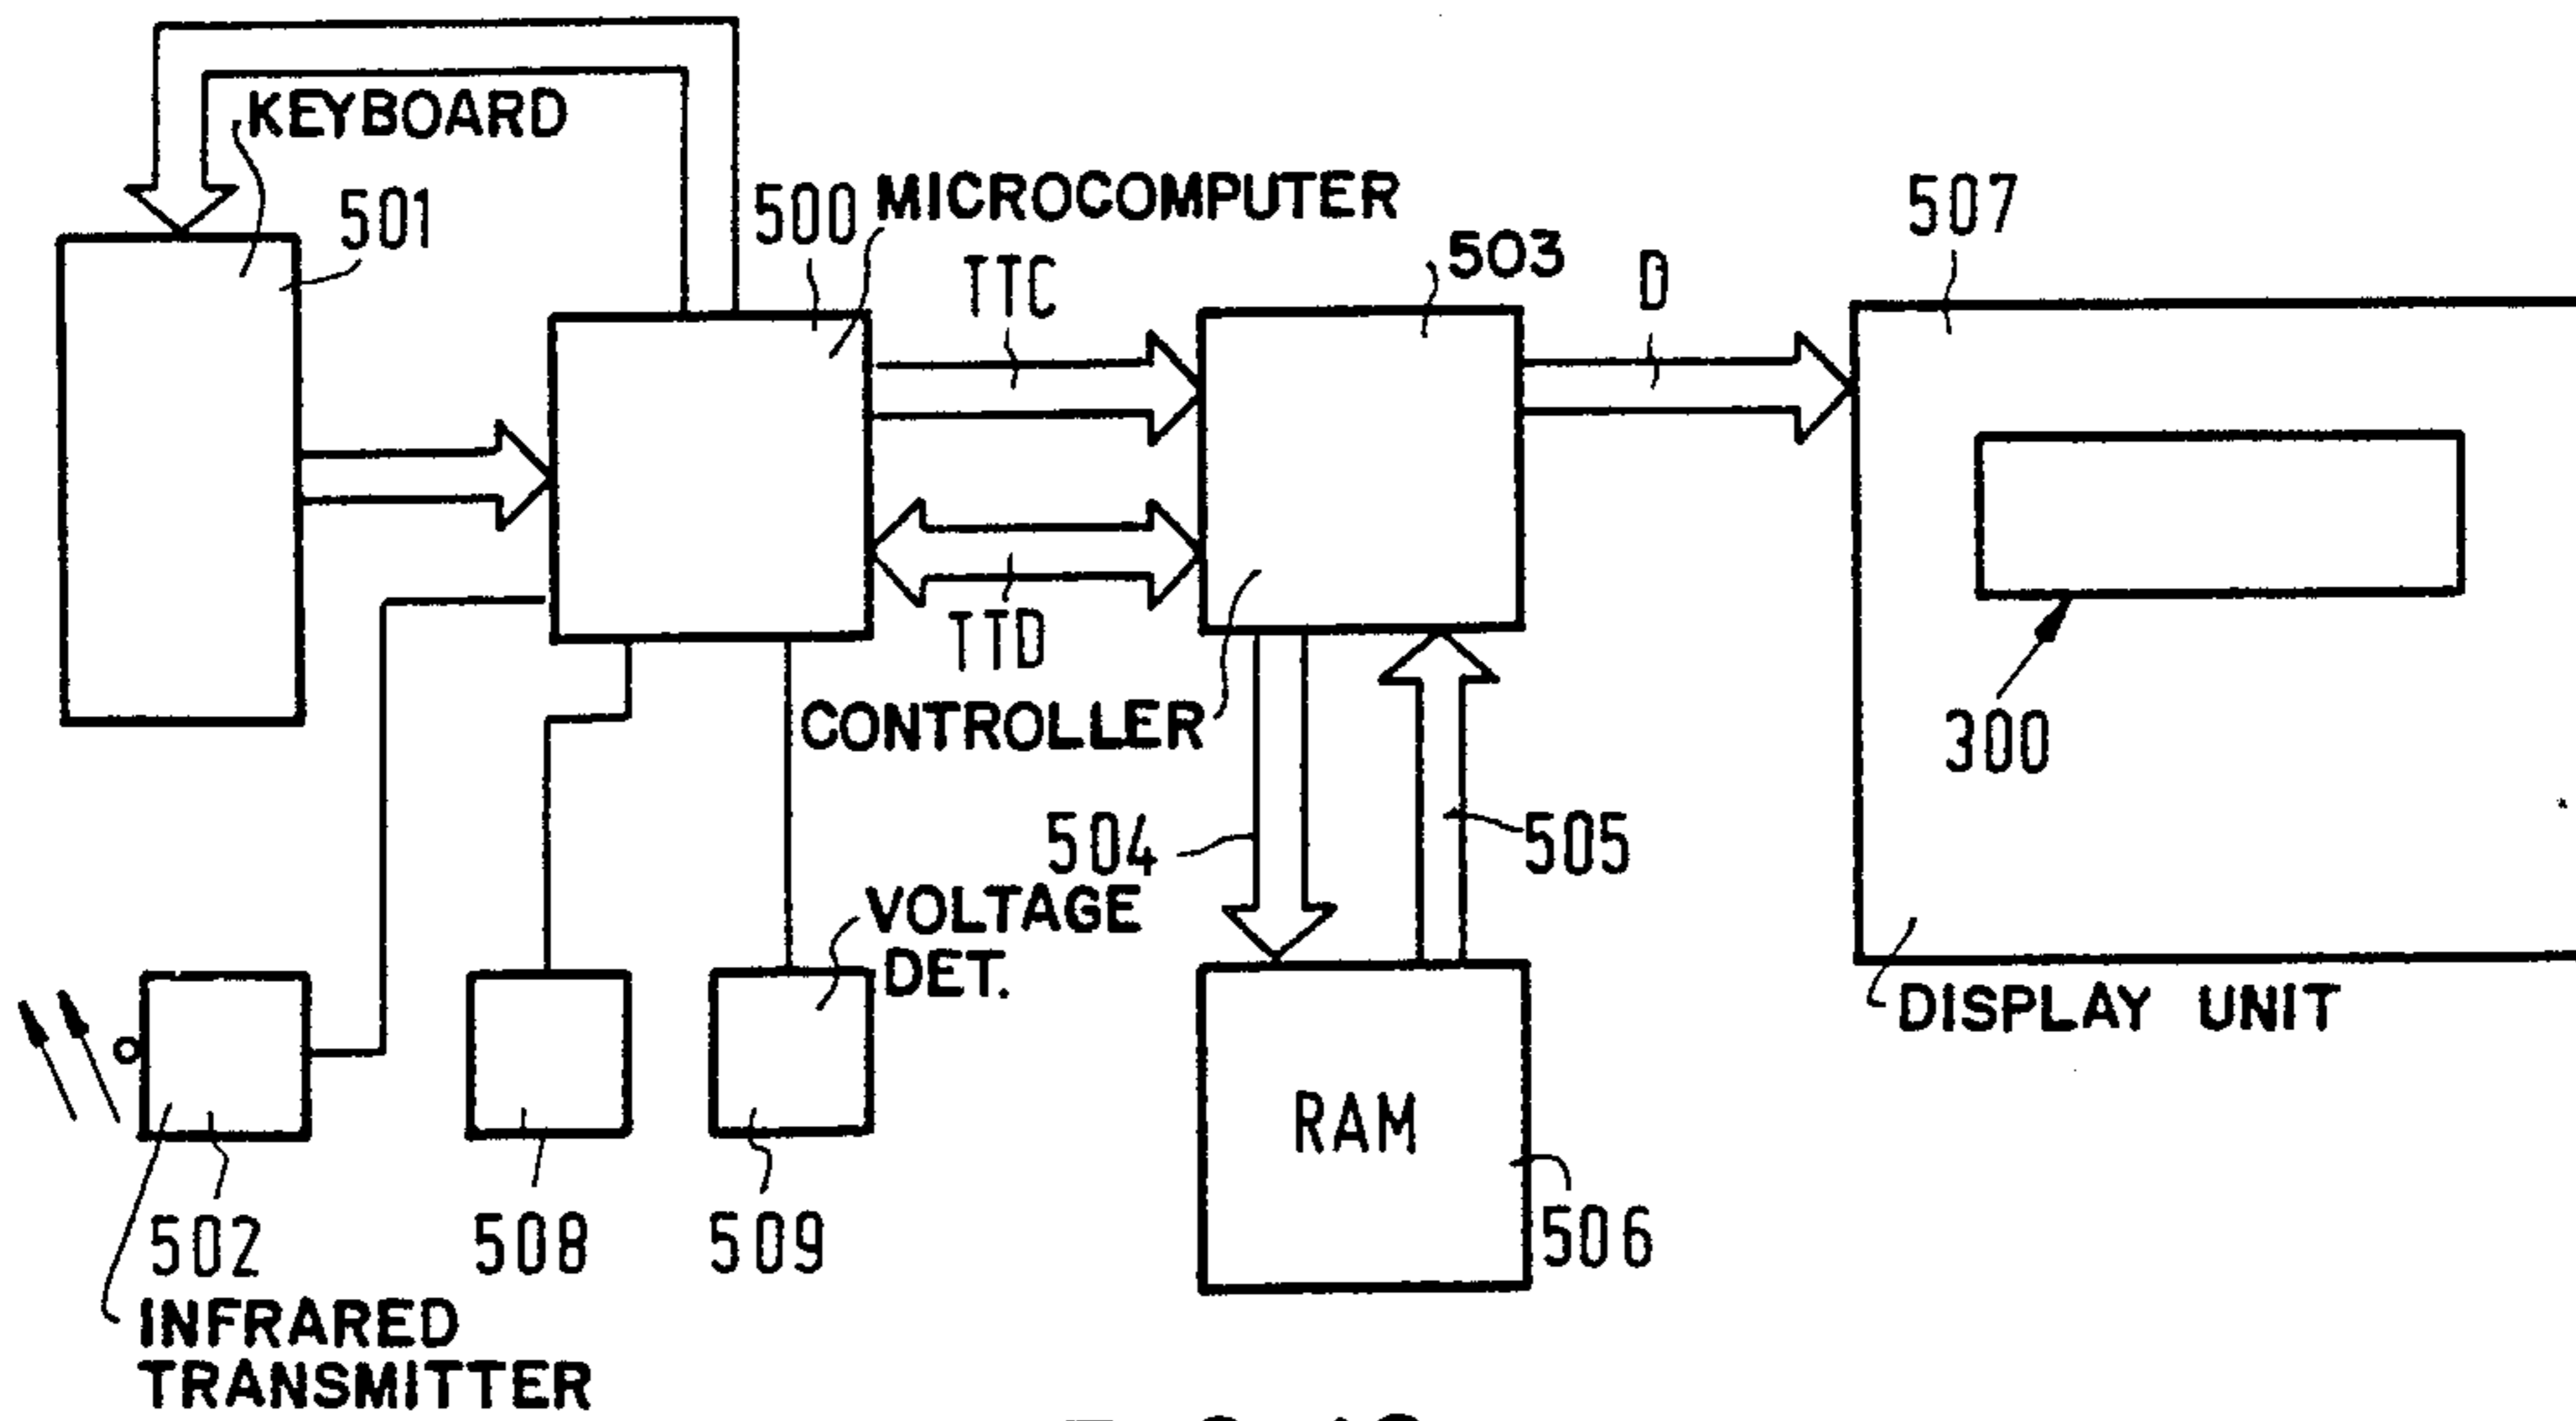 KEYBOARD
501
500
MICROCOMPUTER
TTC
503
D
507
TTD
CONTROLLER
300
504
505
VOLTAGE
DET.
DISPLAY UNIT
RAM
502
508
509
506
INFRARED
TRANSMITTER